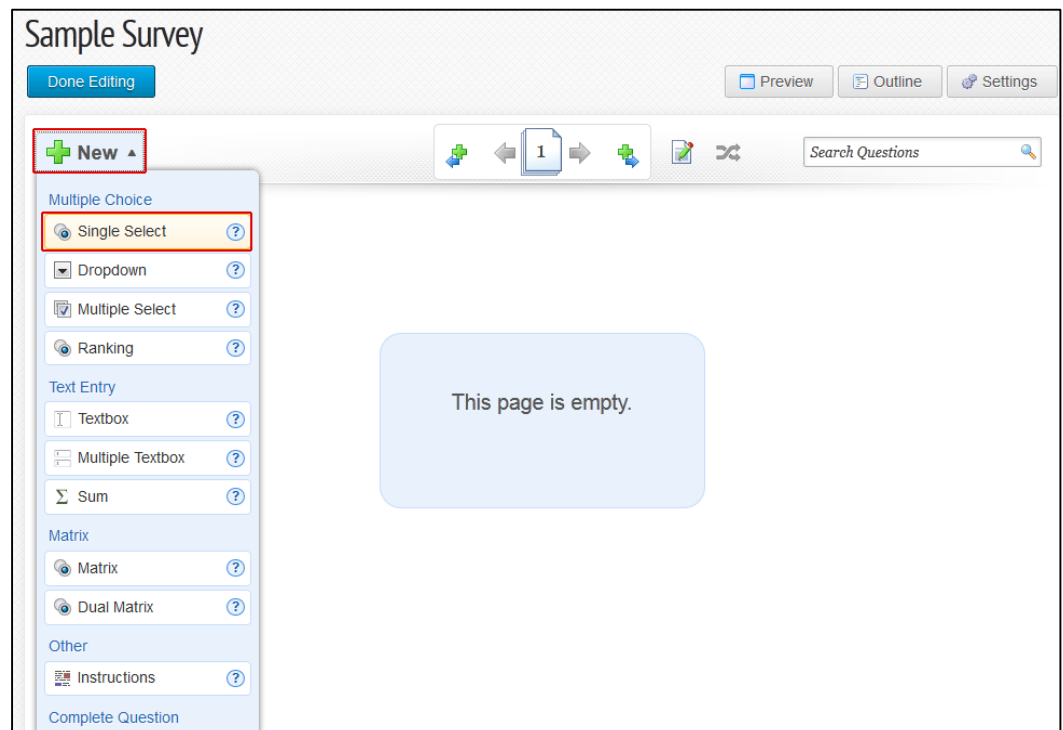 Sample Survey
Done Editing
Preview
Outline
Settings
New
1
Search Questions
Multiple Choice
Single Select ?
Dropdown ?
Multiple Select ?
Ranking ?
Text Entry
Textbox ?
Multiple Textbox ?
Σ Sum ?
Matrix
Matrix ?
Dual Matrix ?
Other
Instructions ?
Complete Question
This page is empty.